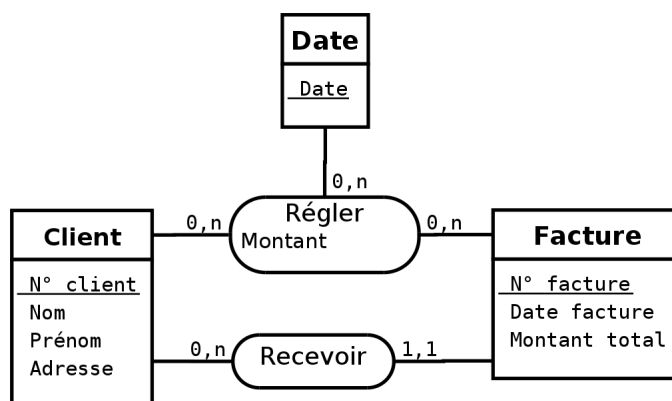 Date
Date
0,n
Régler
0,n
0,n
Montant
Client
N° client
Nom
Prénom
Adresse
Facture
N° facture
Date facture
Montant total
0,n
Recevoir
1,1